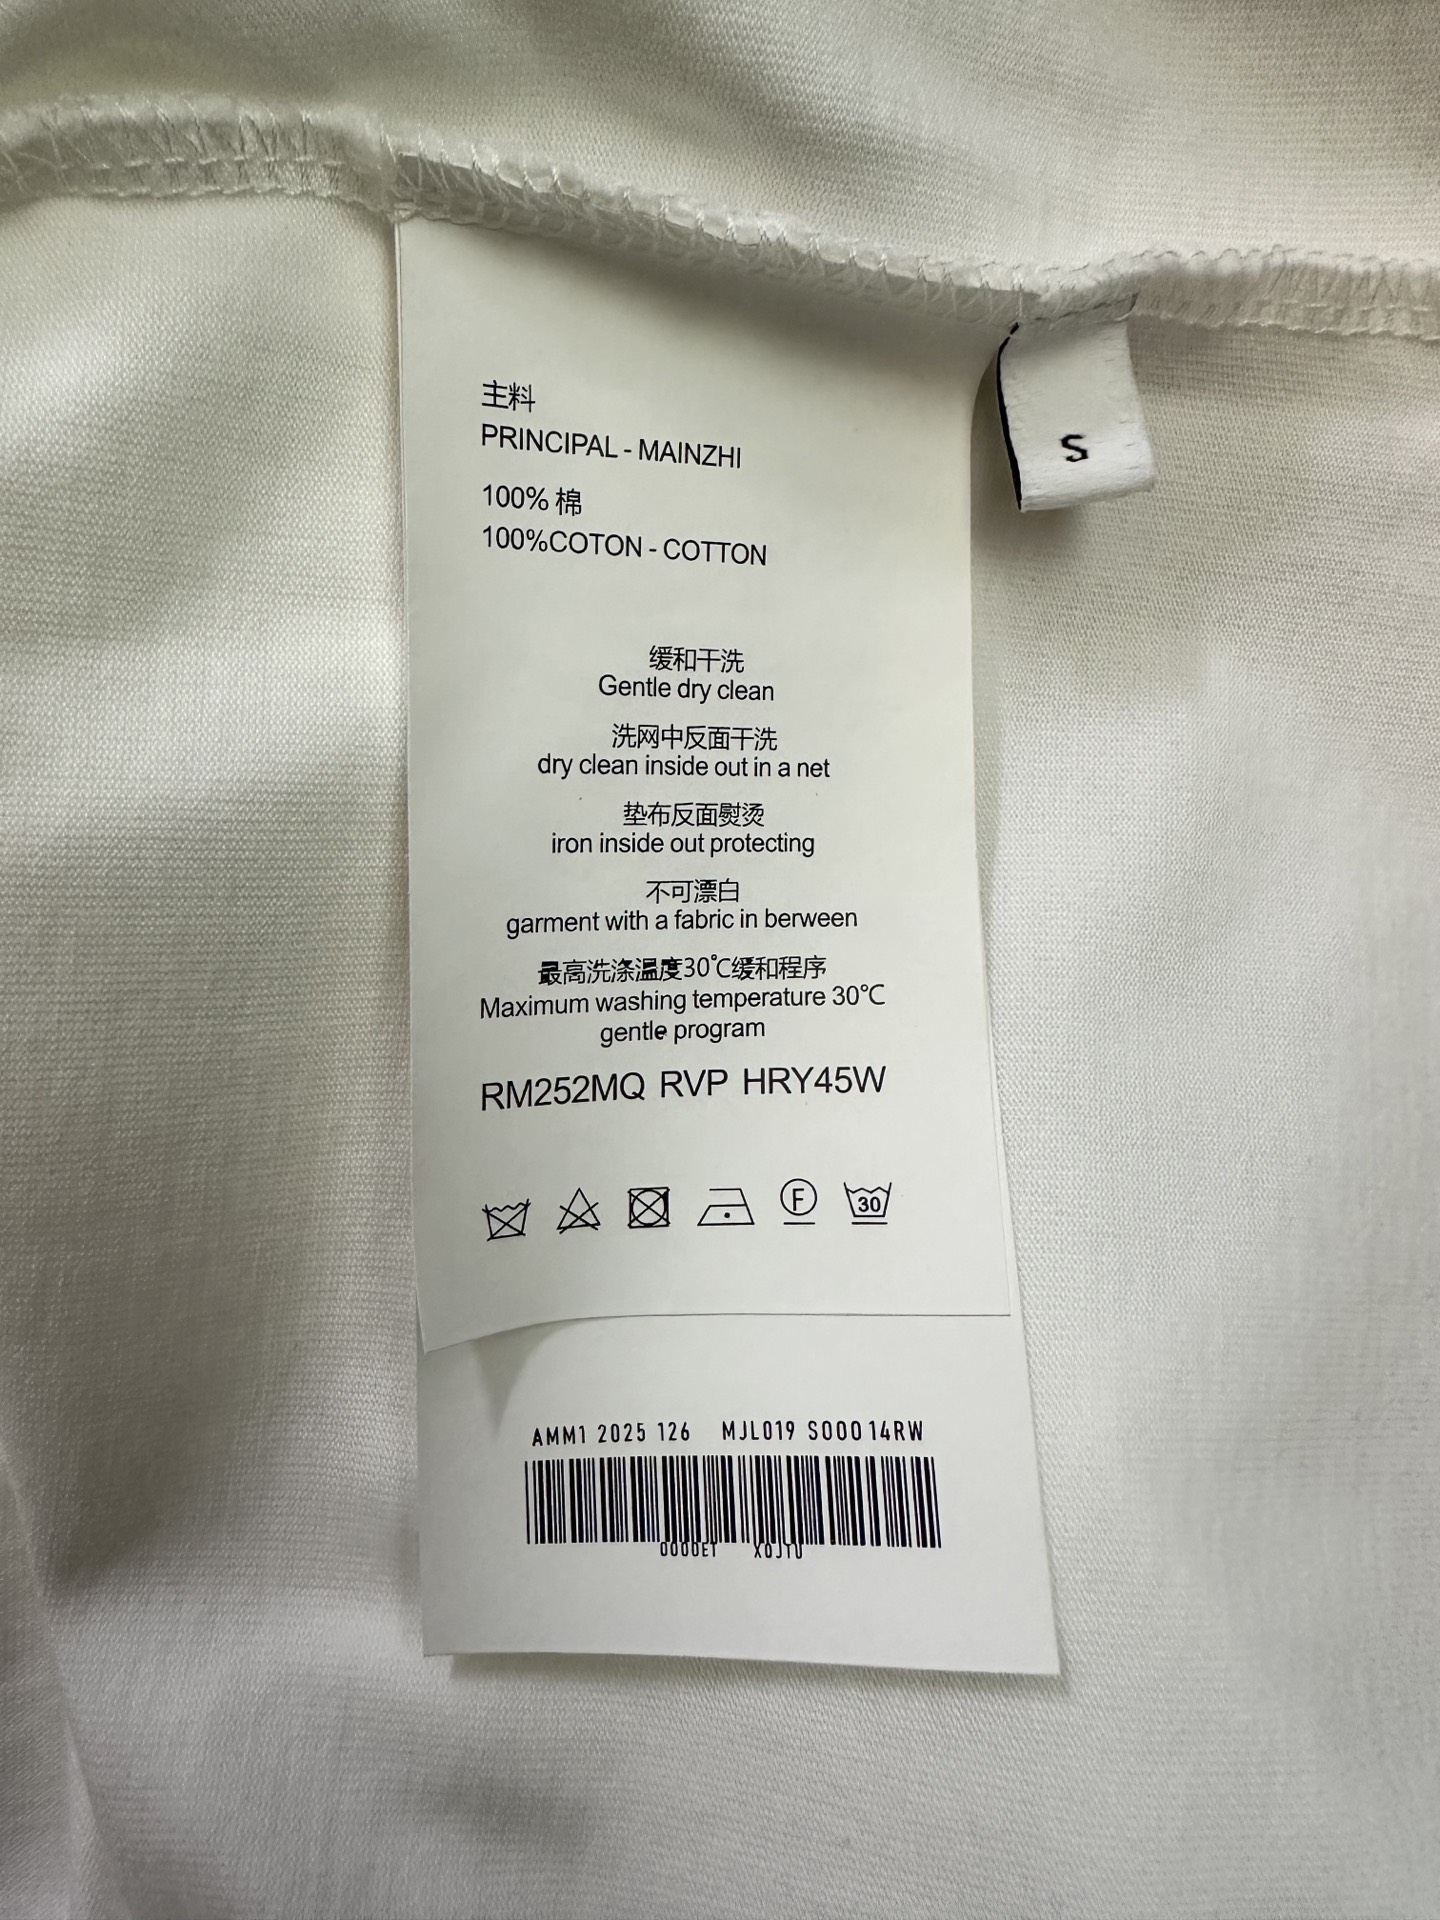 主料
PRINCIPAL - MAINZHI
100% 棉
100%COTON - COTTON
S
缓和干洗
Gentle dry clean
洗网中反面干洗
dry clean inside out in a net
垫布反面熨烫
iron inside out protecting
不可漂白
garment with a fabric in berween
最高洗涤温度30℃缓和程序
Maximum washing temperature 30℃
gentle program
RM252MQ RVP HRY45W
F 30
AMM1 2025 126 MJL019 S000 14RW
0000E1 X0JTU